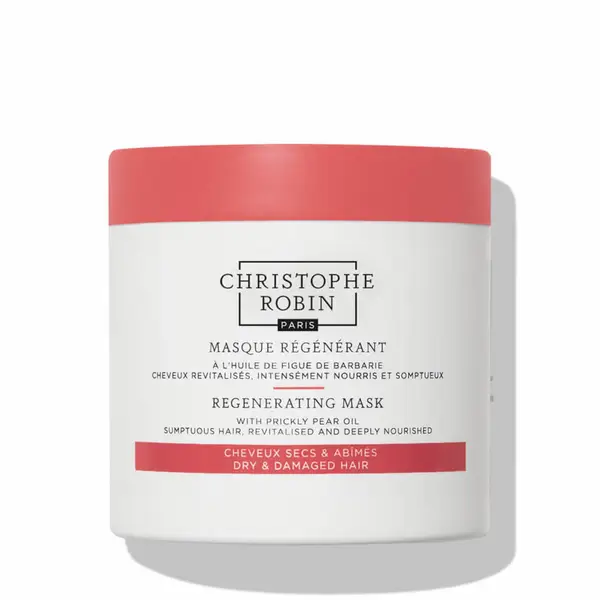 CHRISTOPHE
ROBIN
PARIS
MASQUE RÉGÉNÉRANT
À L'HUILE DE FIGUE DE BARBARIE
CHEVEUX REVITALISÉS, INTENSÉMENT NOURRIS ET SOMPTUEUX
REGENERATING MASK
WITH PRICKLY PEAR OIL
SUMPTUOUS HAIR, REVITALISED AND DEEPLY NOURISHED
CHEVEUX SECS & ABÎMÉS
DRY & DAMAGED HAIR